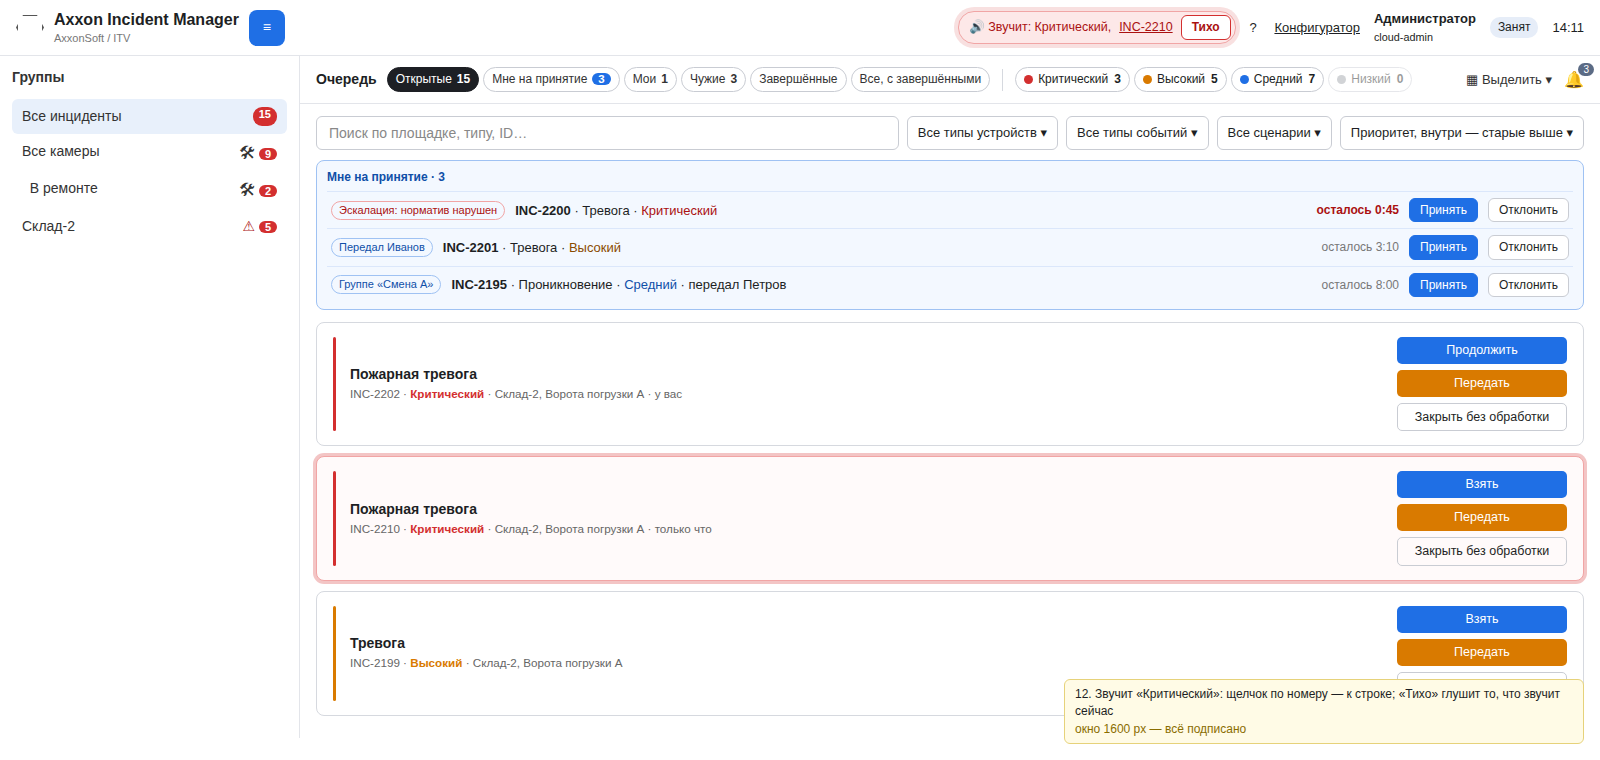 Axxon Incident Manager
AxxonSoft / ITV
≡
🔊 Звучит: Критический, INC-2210 Тихо
?
Конфигуратор
Администратор
cloud-admin
Занят
14:11
Группы
Все инциденты 15
Все камеры 9
В ремонте 2
Склад-2 5
Очередь Открытые 15 Мне на принятие 3 Мои 1 Чужие 3 Завершённые Все, с завершёнными Критический 3 Высокий 5 Средний 7 Низкий 0 ▦ Выделить ▾ 3
Поиск по площадке, типу, ID… Все типы устройств ▾ Все типы событий ▾ Все сценарии ▾ Приоритет, внутри — старые выше ▾
Мне на принятие · 3
Эскалация: норматив нарушен INC-2200 · Тревога · Критический осталось 0:45 Принять Отклонить
Передал Иванов INC-2201 · Тревога · Высокий осталось 3:10 Принять Отклонить
Группе «Смена А» INC-2195 · Проникновение · Средний · передал Петров осталось 8:00 Принять Отклонить
Пожарная тревога
INC-2202 · Критический · Склад-2, Ворота погрузки А · у вас
Продолжить
Передать
Закрыть без обработки
Пожарная тревога
INC-2210 · Критический · Склад-2, Ворота погрузки А · только что
Взять
Передать
Закрыть без обработки
Тревога
INC-2199 · Высокий · Склад-2, Ворота погрузки А
Взять
Передать
12. Звучит «Критический»: щелчок по номеру — к строке; «Тихо» глушит то, что звучит
сейчас
окно 1600 px — всё подписано